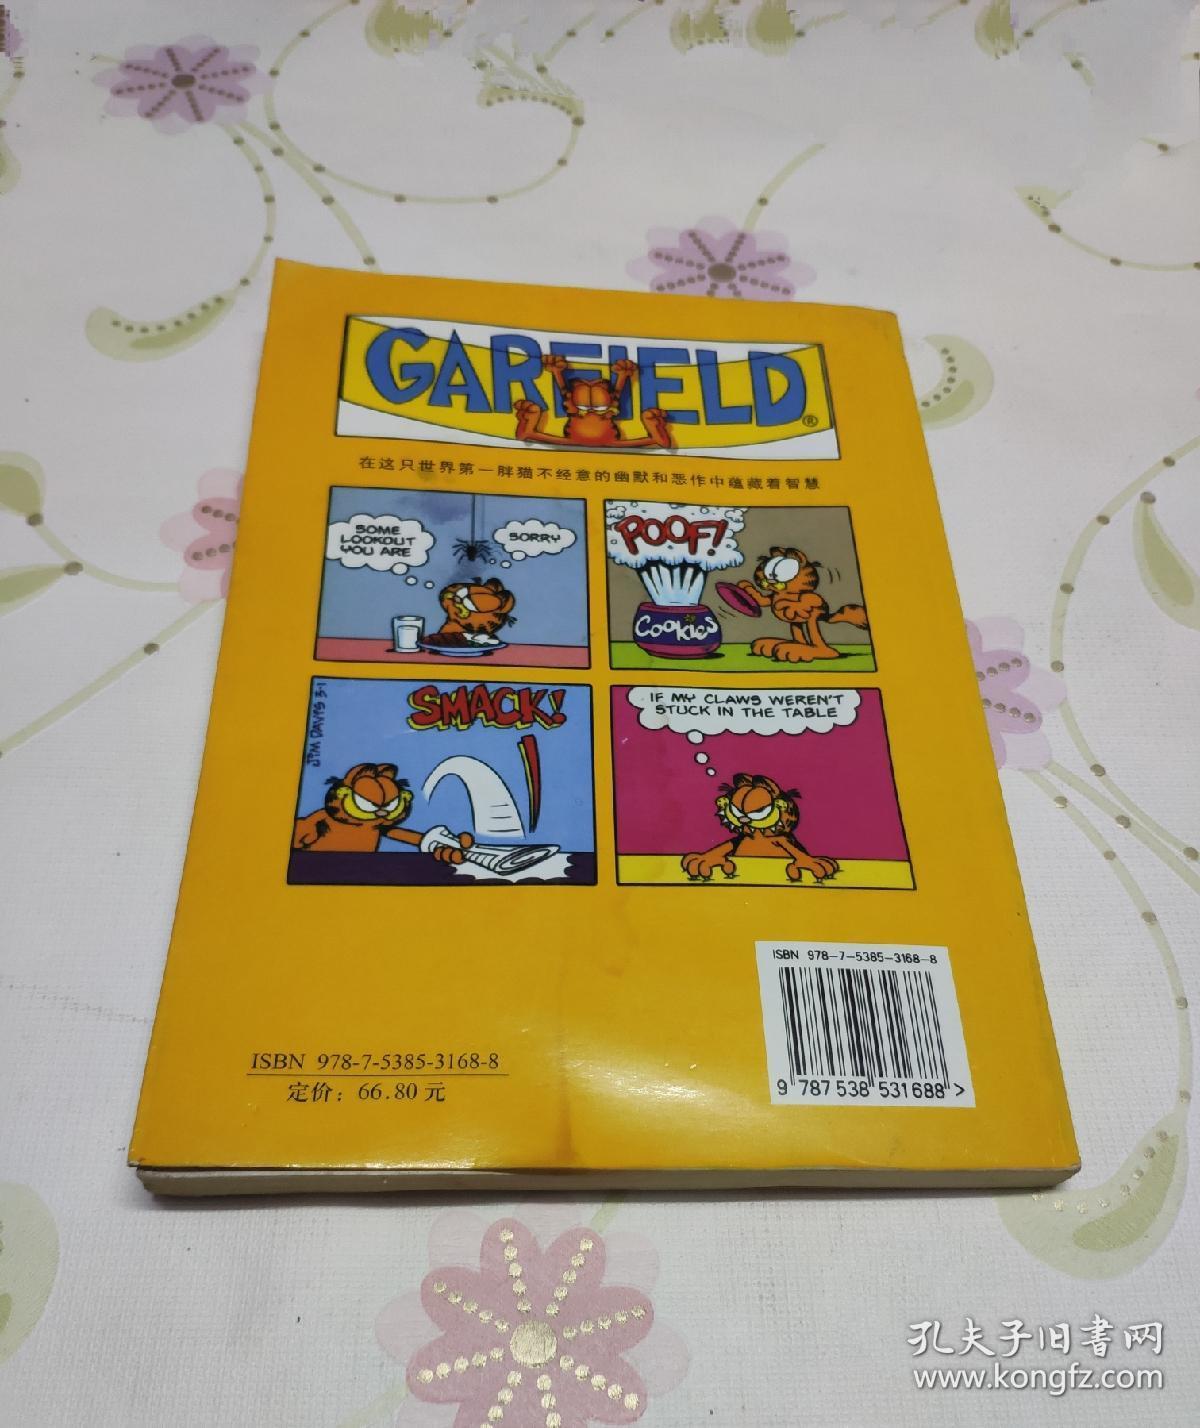 GARFIELD
®
在这只世界第一胖猫不经意的幽默和恶作中蕴藏着智慧
SOME
LOOKOUT
YOU ARE
SORRY
POOF!
COOKIES
JIM DAVIS 3-1
SMACK!
IF MY CLAWS WEREN'T
STUCK IN THE TABLE
ISBN 978-7-5385-3168-8
9 787538 531688 >
ISBN 978-7-5385-3168-8
定价: 66.80元
孔夫子旧书网
www.kongfz.com